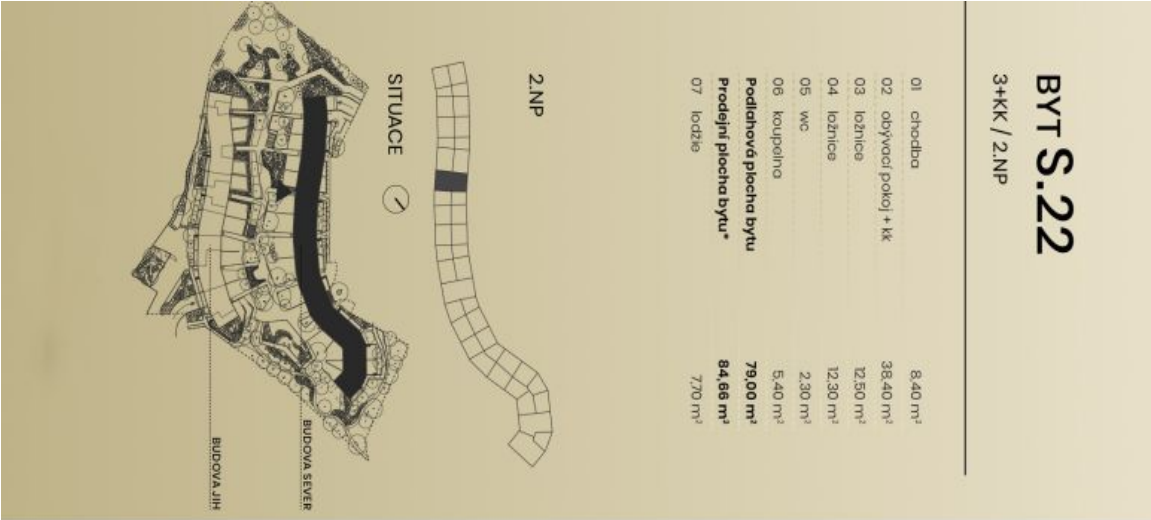 BYT S.22
3+KK / 2.NP
01 chodba 8,40 m²
02 obývací pokoj + kk 38,40 m²
03 ložnice 12,50 m²
04 ložnice 12,30 m²
05 wc 2,30 m²
06 koupelna 5,40 m²
Podlahová plocha bytu 79,00 m²
Prodejní plocha bytu* 84,66 m²
07 lodžie 7,70 m²
2.NP
SITUACE
BUDOVA SEVER
BUDOVA JIH